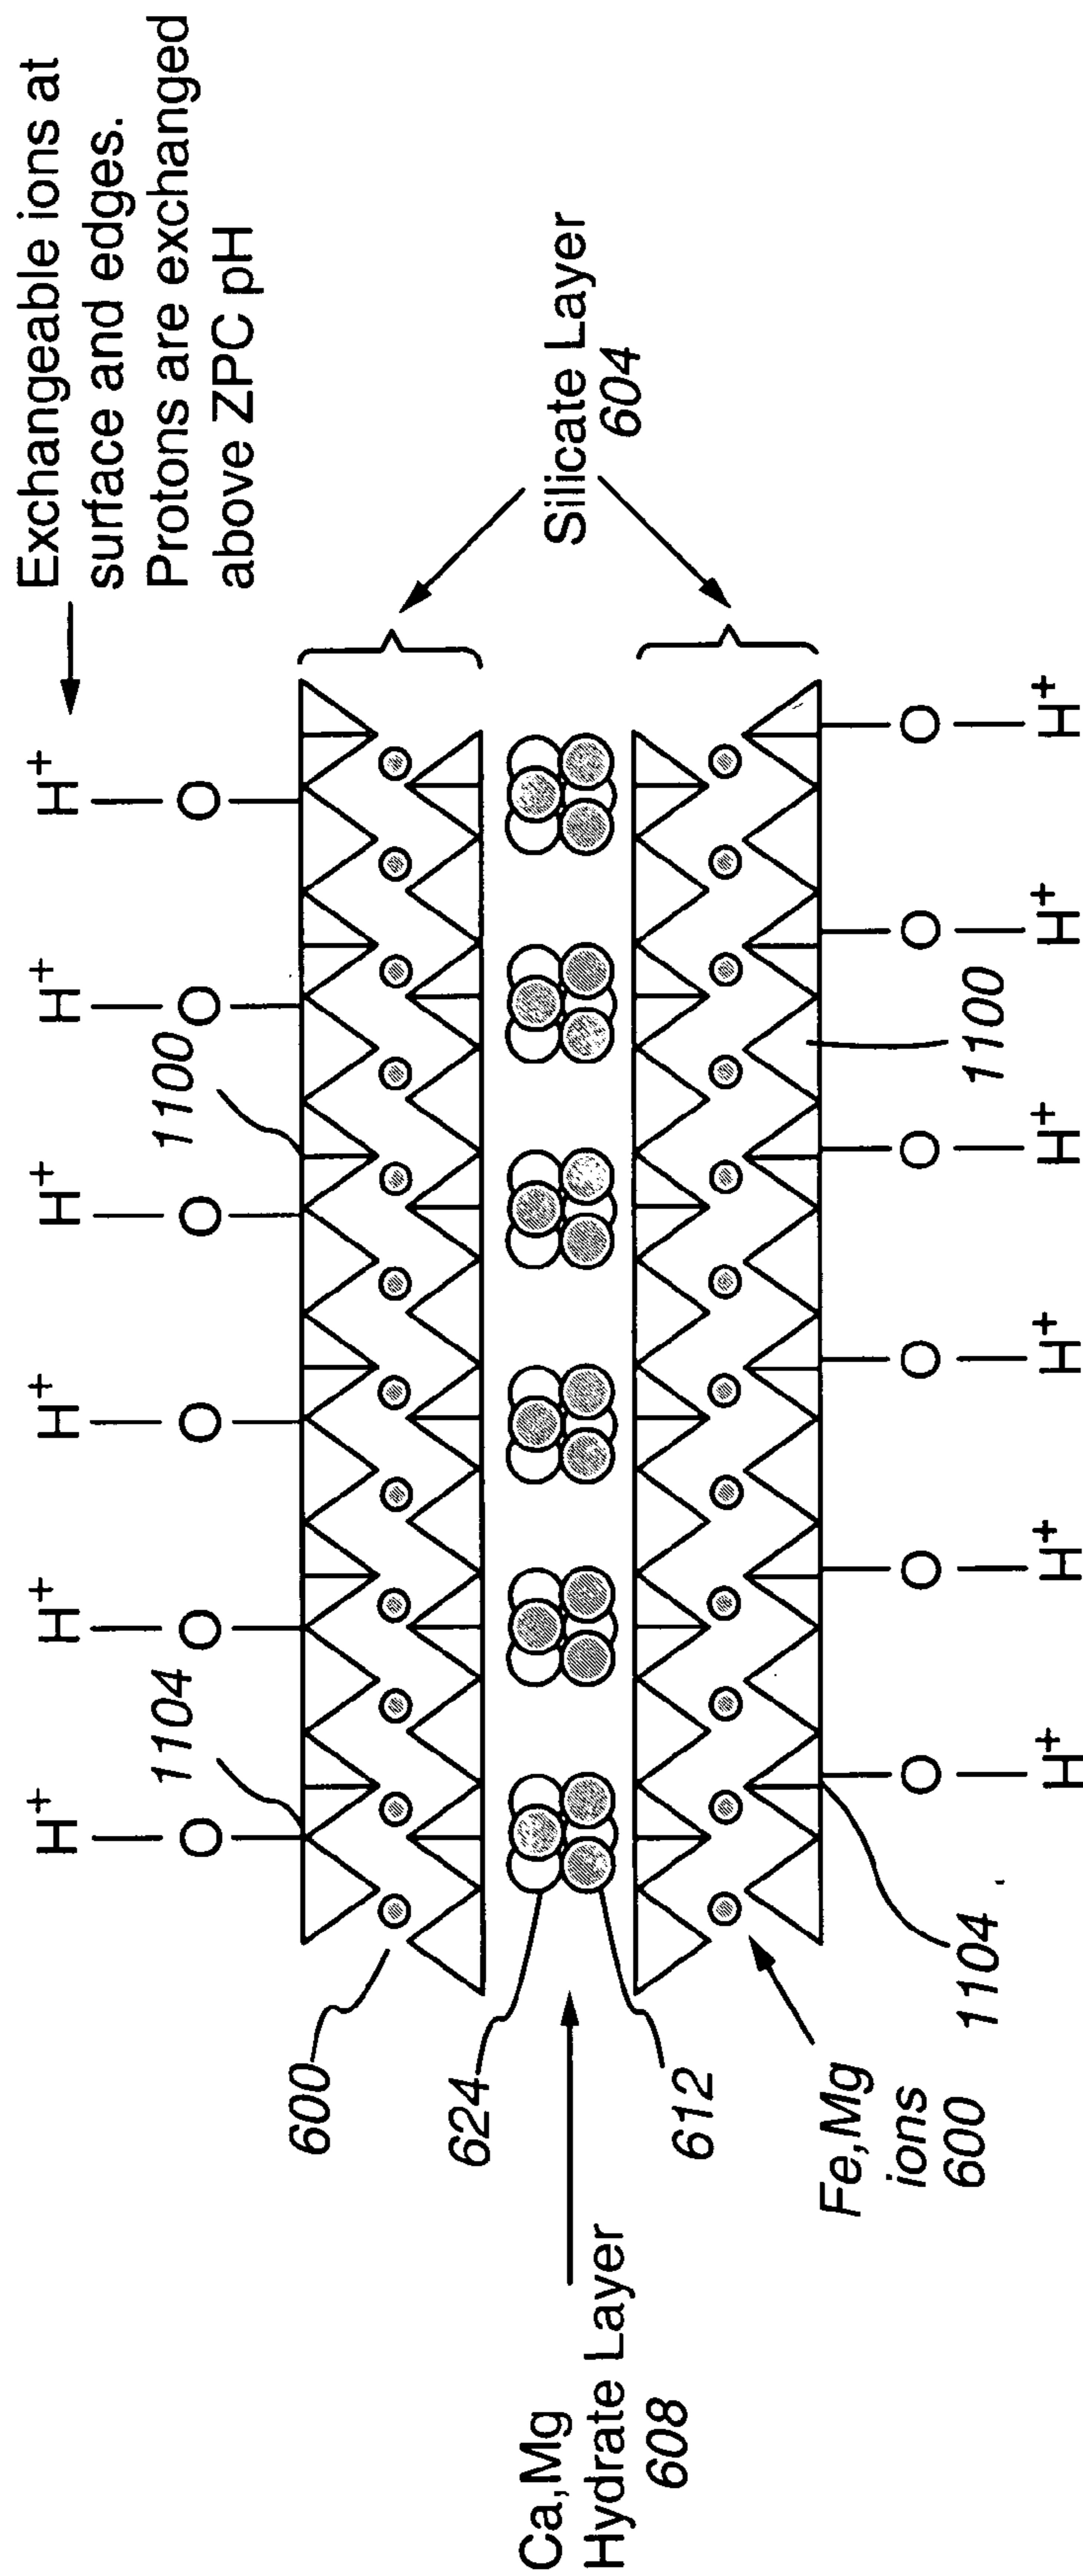 H+ H+ H+ H+ H+ H+
Exchangeable ions at
surface and edges.
Protons are exchanged
above ZPC pH
O O O O O O
1104
1100
600
624
612
Silicate Layer
604
Ca,Mg
Hydrate Layer
608
Fe,Mg
ions
600
1104
1100
O O O O O O
H+ H+ H+ H+ H+ H+